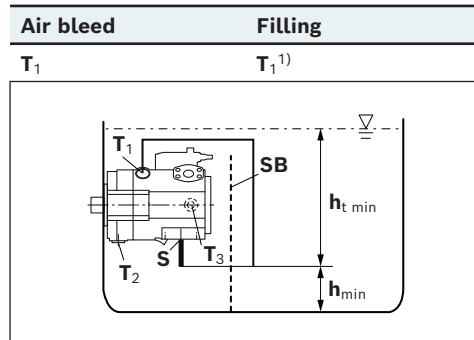 Air bleed Filling
T1 T1 1)
T1
SB
ht min
S
T3
T2
hmin